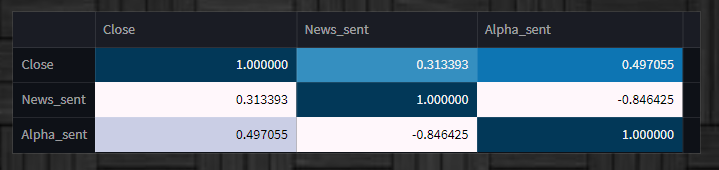 Close News_sent Alpha_sent
Close 1.000000 0.313393 0.497055
News_sent 0.313393 1.000000 -0.846425
Alpha_sent 0.497055 -0.846425 1.000000